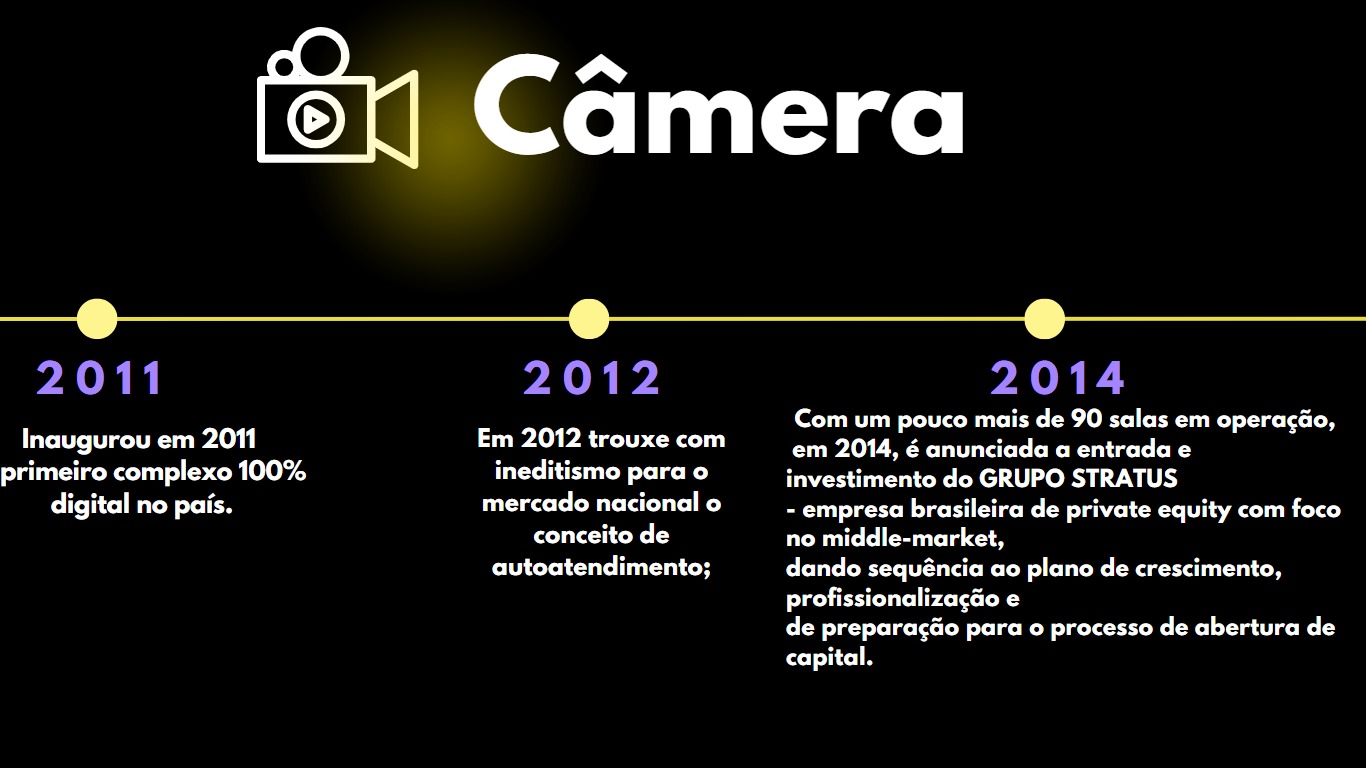 Câmera
2011
Inaugurou em 2011
primeiro complexo 100%
digital no país.
2012
Em 2012 trouxe com
ineditismo para o
mercado nacional o
conceito de
autoatendimento;
2014
Com um pouco mais de 90 salas em operação,
em 2014, é anunciada a entrada e
investimento do GRUPO STRATUS
- empresa brasileira de private equity com foco
no middle-market,
dando sequência ao plano de crescimento,
profissionalização e
de preparação para o processo de abertura de
capital.